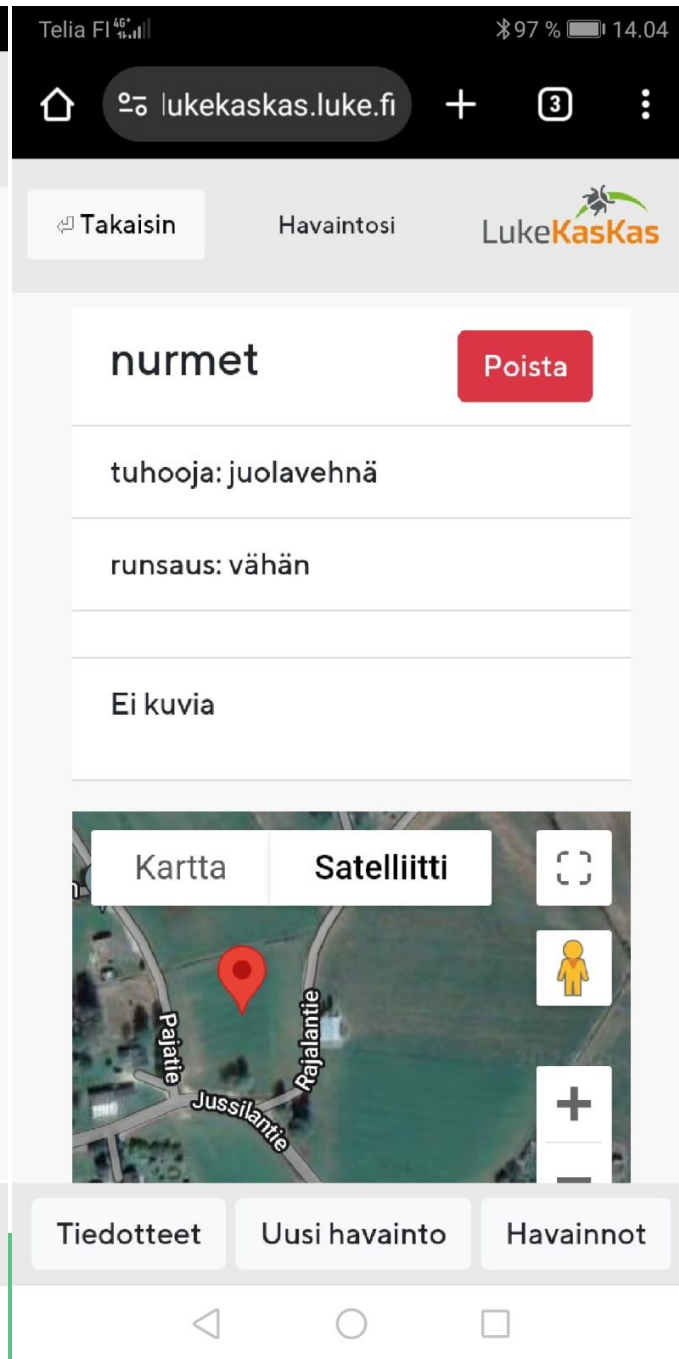 Telia FI 97 % 14.04
lukekaskas.luke.fi 3
Takaisin Havaintosi LukeKasKas
nurmet Poista
tuhooja: juolavehnä
runsaus: vähän
Ei kuvia
Kartta Satelliitti
Pajatie
Rajalantie
Jussilantie
Tiedotteet Uusi havainto Havainnot